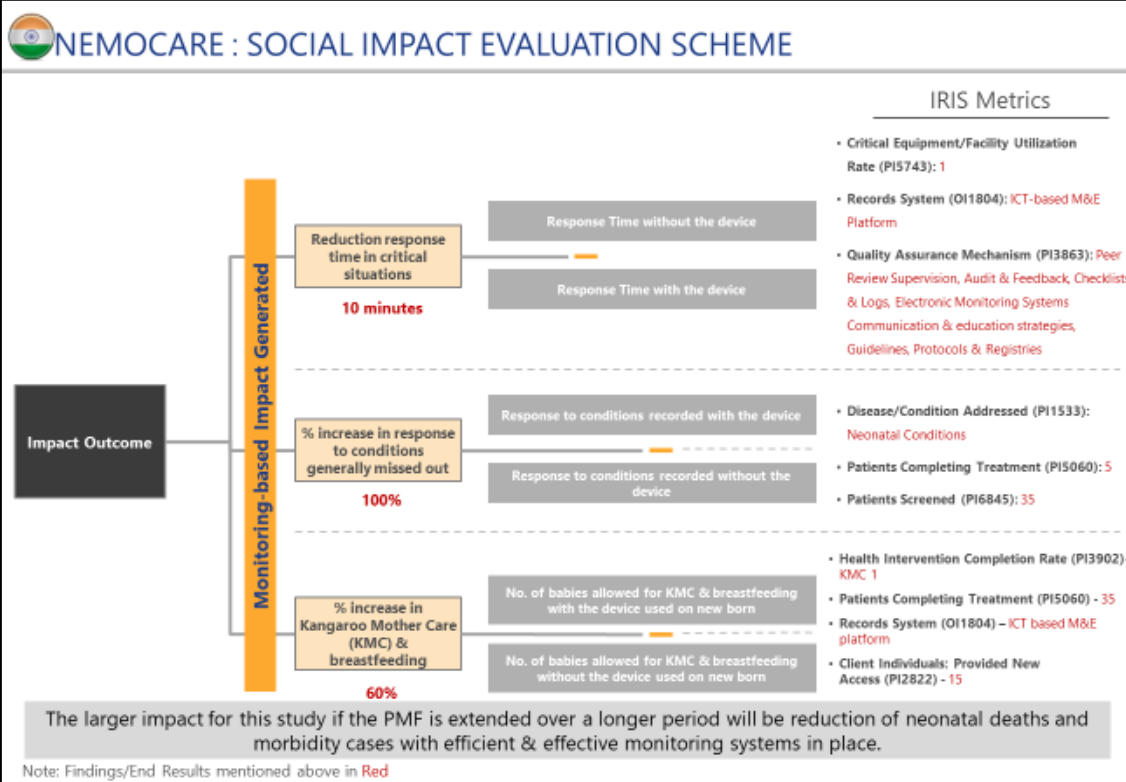 NEMOCARE : SOCIAL IMPACT EVALUATION SCHEME
IRIS Metrics
Impact Outcome
Monitoring-based Impact Generated
Reduction response
time in critical
situations
10 minutes
Response Time without the device
Response Time with the device
• Critical Equipment/Facility Utilization
Rate (PI5743): 1
• Records System (OI1804): ICT-based M&E
Platform
• Quality Assurance Mechanism (PI3863): Peer
Review Supervision, Audit & Feedback, Checklists
& Logs, Electronic Monitoring Systems
Communication & education strategies,
Guidelines, Protocols & Registries
% increase in response
to conditions
generally missed out
100%
Response to conditions recorded with the device
Response to conditions recorded without the
device
• Disease/Condition Addressed (PI1533):
Neonatal Conditions
• Patients Completing Treatment (PI5060): 5
• Patients Screened (PI6845): 35
% increase in
Kangaroo Mother Care
(KMC) &
breastfeeding
60%
No. of babies allowed for KMC & breastfeeding
with the device used on new born
No. of babies allowed for KMC & breastfeeding
without the device used on new born
• Health Intervention Completion Rate (PI3902)-
KMC 1
• Patients Completing Treatment (PI5060) - 35
• Records System (OI1804) – ICT based M&E
platform
• Client Individuals: Provided New
Access (PI2822) - 15
The larger impact for this study if the PMF is extended over a longer period will be reduction of neonatal deaths and
morbidity cases with efficient & effective monitoring systems in place.
Note: Findings/End Results mentioned above in Red